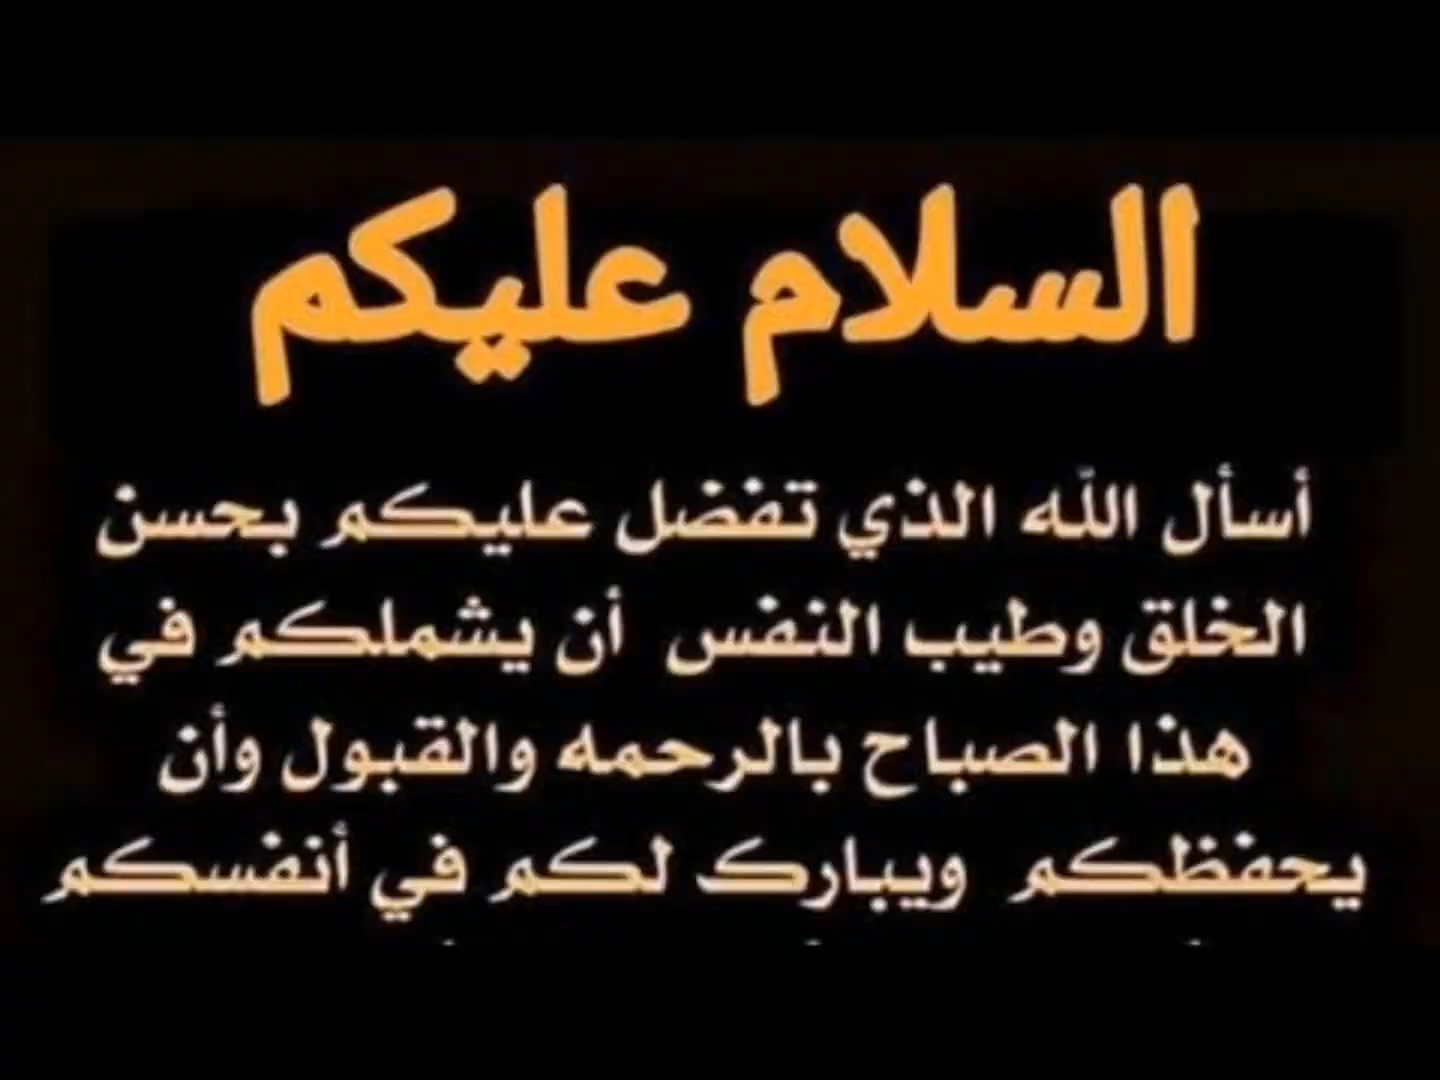 السلام عليكم
أسأل الله الذي تفضل عليكم بحسن
الخلق وطيب النفس أن يشملكم في
هذا الصباح بالرحمه والقبول وأن
يحفظكم ويبارك لكم في أنفسكم